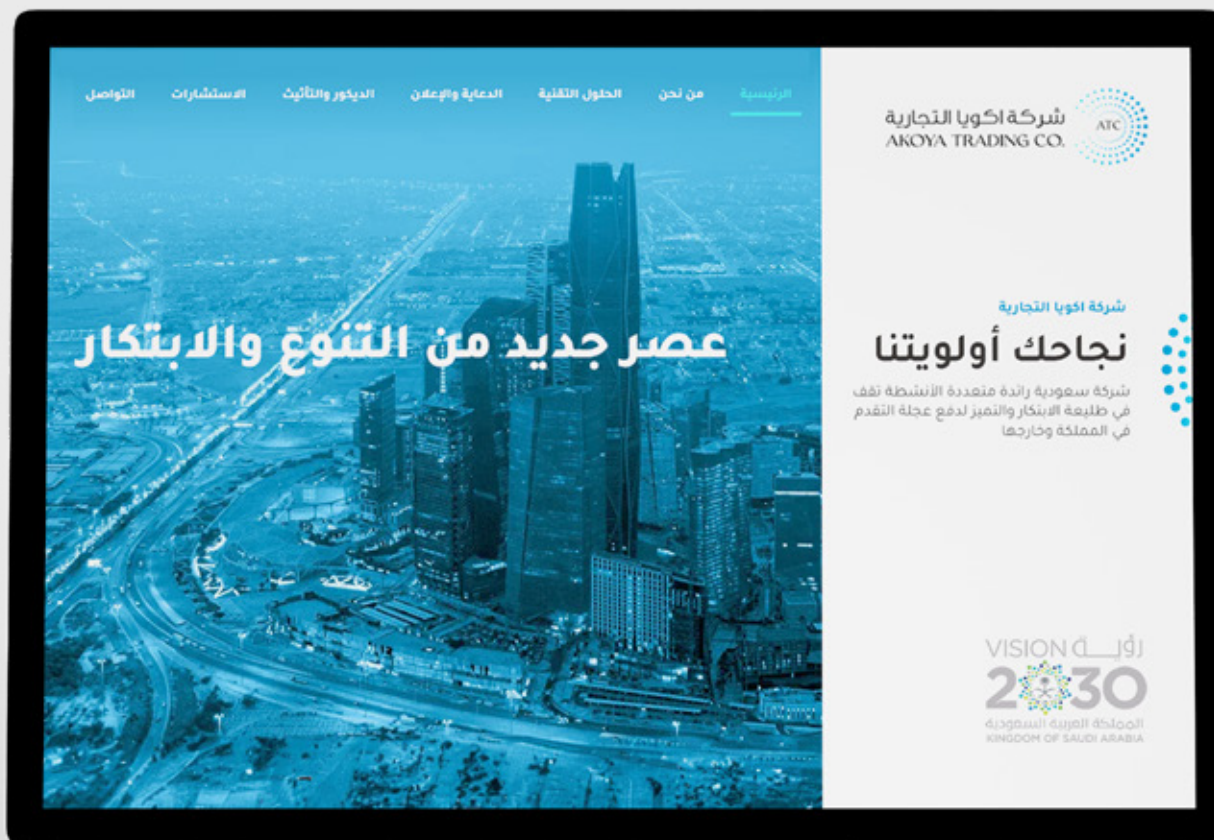 شركة اكويا التجارية
AKOYA TRADING CO.
ATC
الرئيسية
من نحن
الحلول التقنية
الدعاية والإعلان
الديكور والتأثيث
الاستشارات
التواصل
شركة اكويا التجارية
نجاحك أولويتنا
شركة سعودية رائدة متعددة الأنشطة تقف
في طليعة الابتكار والتميز لدفع عجلة التقدم
في المملكة وخارجها
عصر جديد من التنوع والابتكار
VISION رؤيــة
2030
المملكة العربية السعودية
KINGDOM OF SAUDI ARABIA